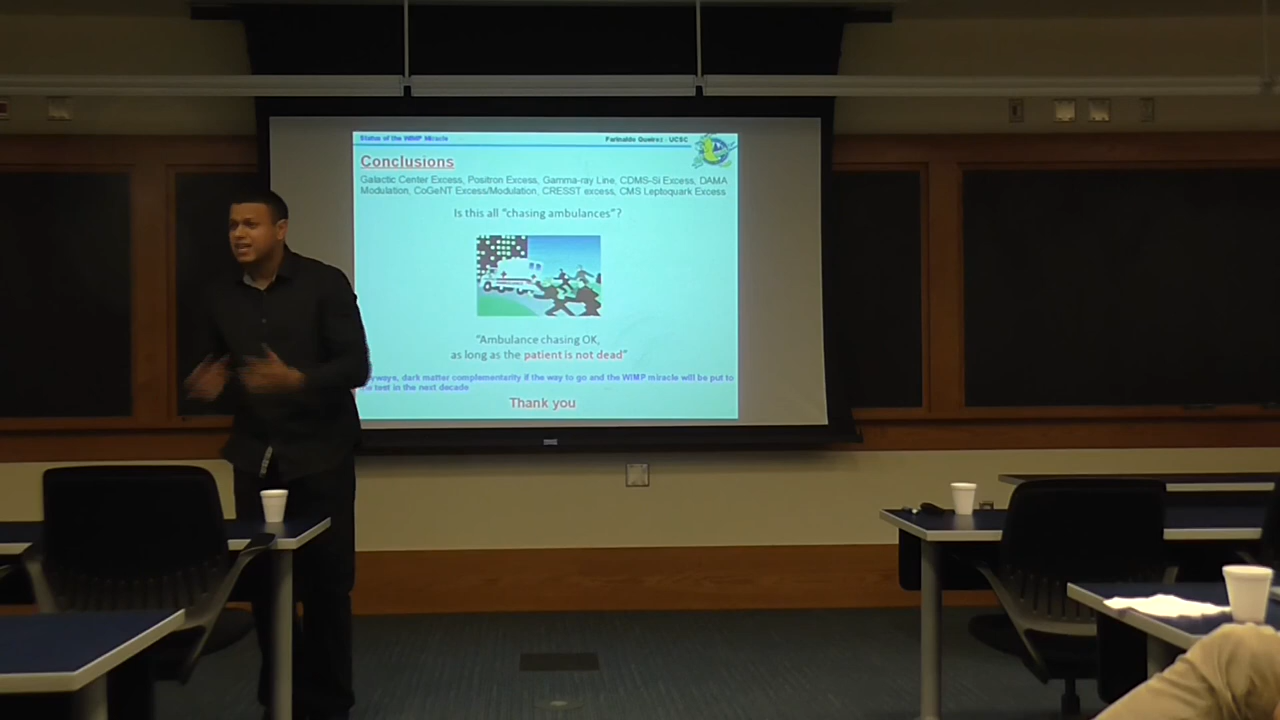 Status of the WIMP Miracle
Farinaldo Queiroz - UCSC
Conclusions
Galactic Center Excess, Positron Excess, Gamma-ray Line, CDMS-Si Excess, DAMA
Modulation, CoGeNT Excess/Modulation, CRESST excess, CMS Leptoquark Excess
Is this all "chasing ambulances"?
AMBULANCE
"Ambulance chasing OK,
as long as the patient is not dead"
yways, dark matter complementarity if the way to go and the WIMP miracle will be put to
test in the next decade
Thank you